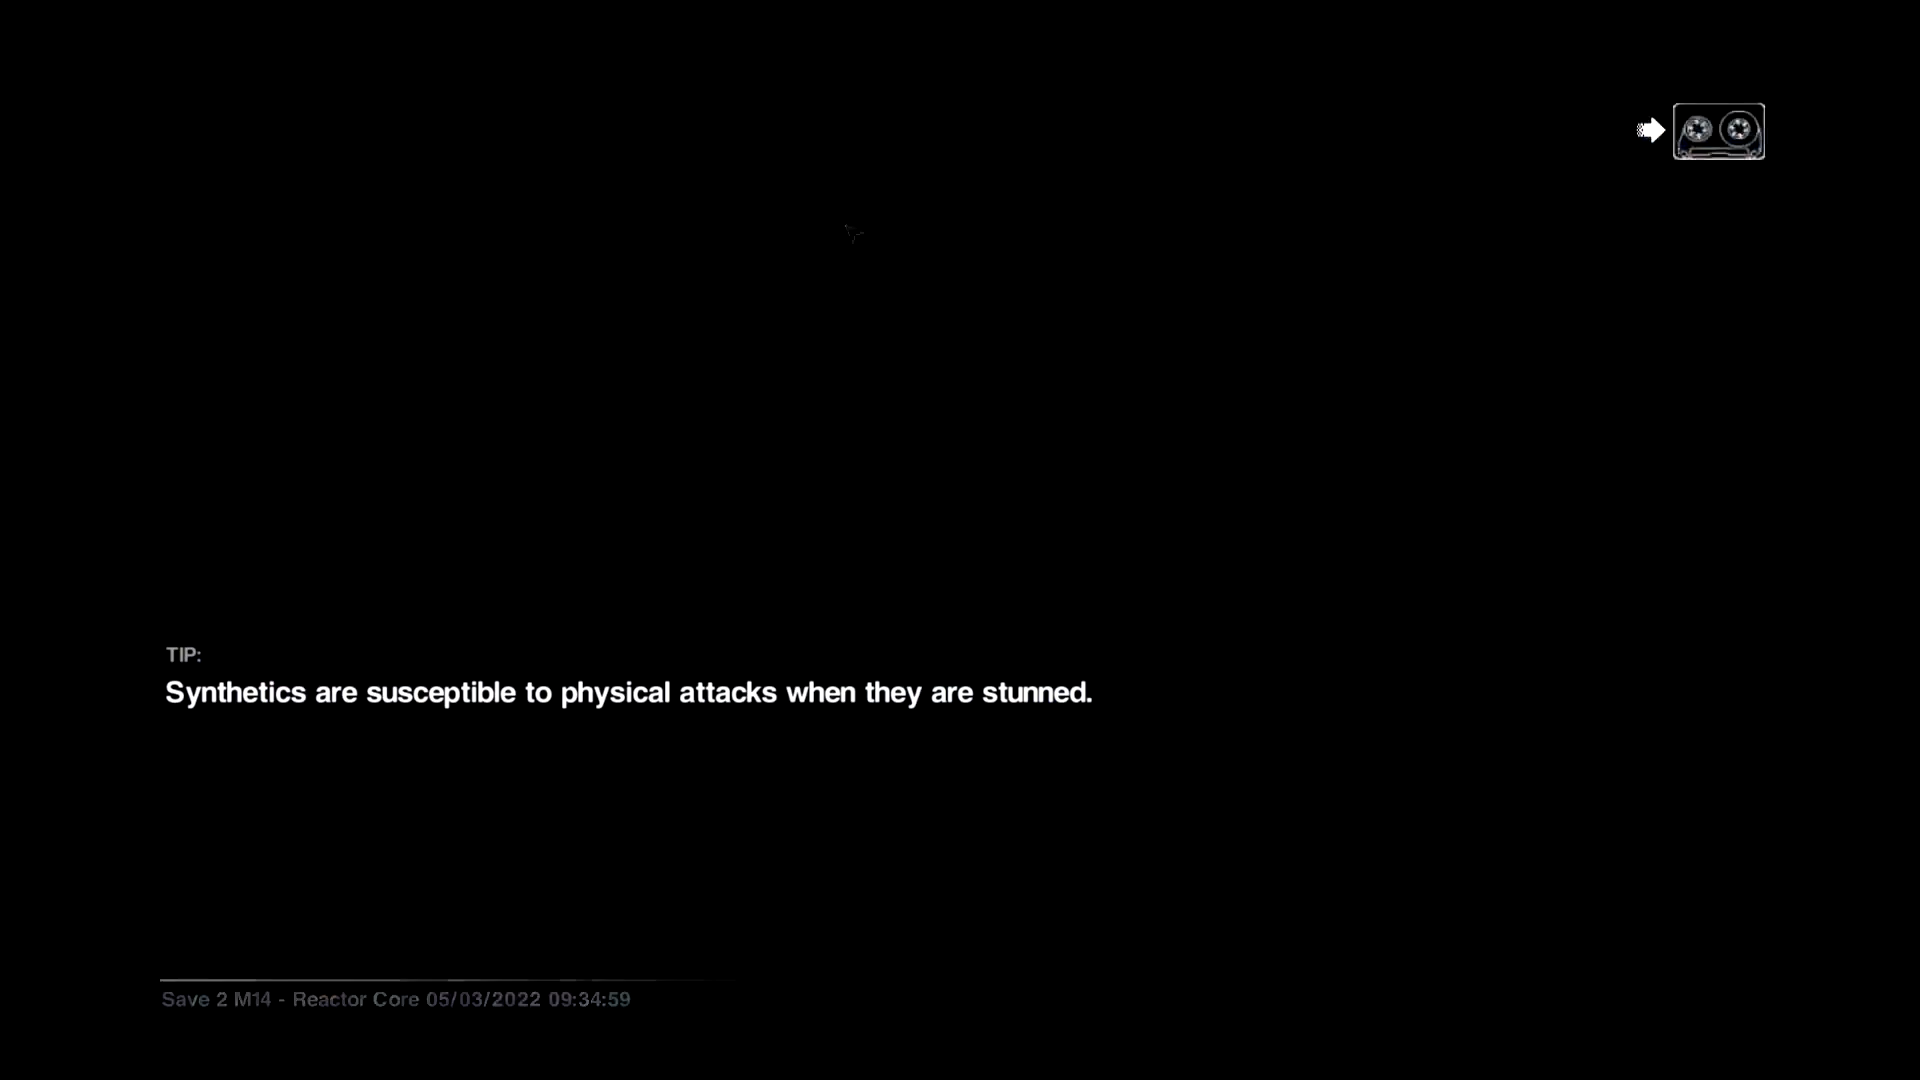 TIP:
Synthetics are susceptible to physical attacks when they are stunned.
Save 2 M14 - Reactor Core 05/03/2022 09:34:59